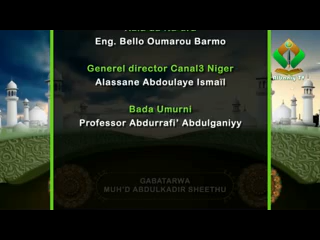 Eng. Bello Oumarou Barmo
Generel director Canal3 Niger
Alassane Abdoulaye Ismaïl
Bada Umurni
Professor Abdurrafi' Abdulganiyy
GABATARWA
MUH'D ABDULKADIR SHEETHU